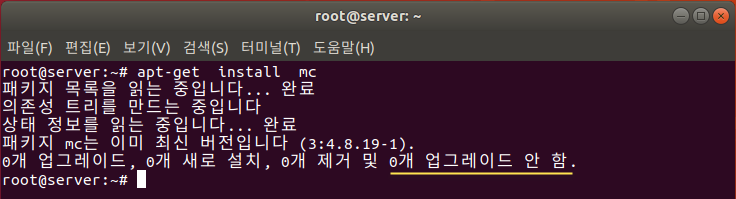 root@server: ~
파일(F) 편집(E) 보기(V) 검색(S) 터미널(T) 도움말(H)
root@server:~# apt-get  install  mc
패키지 목록을 읽는 중입니다... 완료
의존성 트리를 만드는 중입니다
상태 정보를 읽는 중입니다... 완료
패키지 mc는 이미 최신 버전입니다 (3:4.8.19-1).
0개 업그레이드, 0개 새로 설치, 0개 제거 및 0개 업그레이드 안 함.
root@server:~#